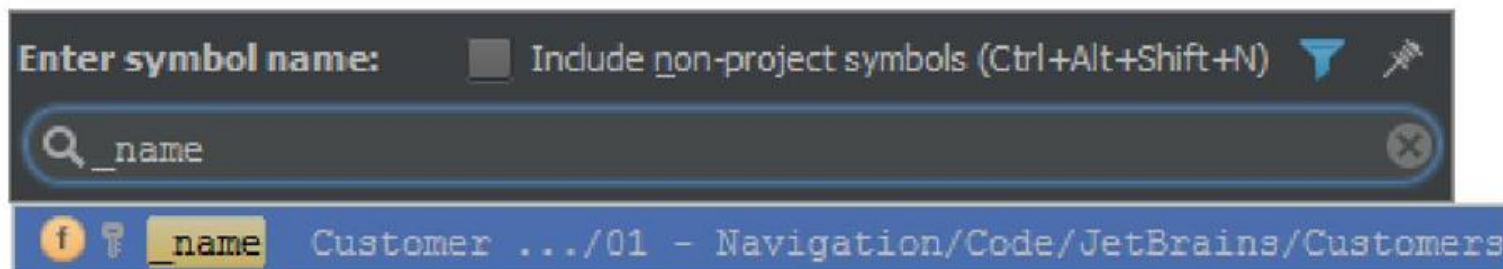 Enter symbol name: Include non-project symbols (Ctrl+Alt+Shift+N)
_name
f _name Customer .../01 - Navigation/Code/JetBrains/Customers